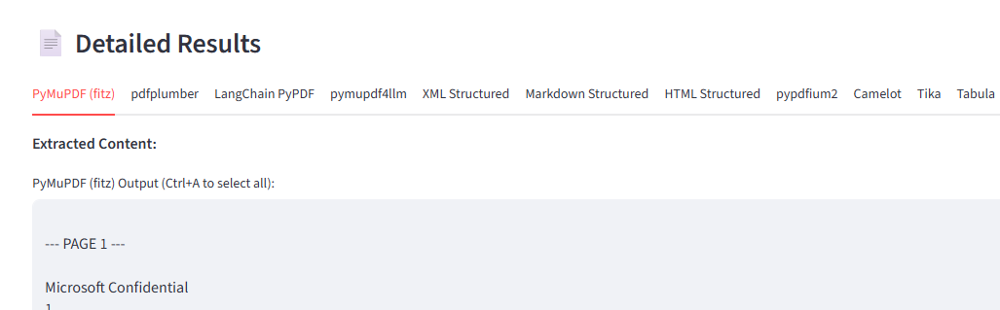 Detailed Results
PyMuPDF (fitz) pdfplumber LangChain PyPDF pymupdf4llm XML Structured Markdown Structured HTML Structured pypdfium2 Camelot Tika Tabula
Extracted Content:
PyMuPDF (fitz) Output (Ctrl+A to select all):
--- PAGE 1 ---
Microsoft Confidential
1